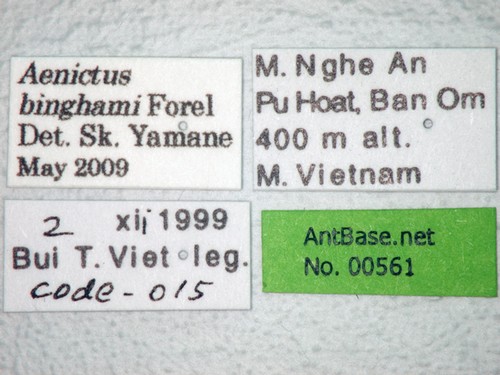 Aenictus
binghami Forel
Det. Sk. Yamane
May 2009
M. Nghe An
Pu Hoat, Ban Om
400 m alt.
M. Vietnam
2 xii 1999
Bui T. Viet leg.
code - 015
AntBase.net
No. 00561